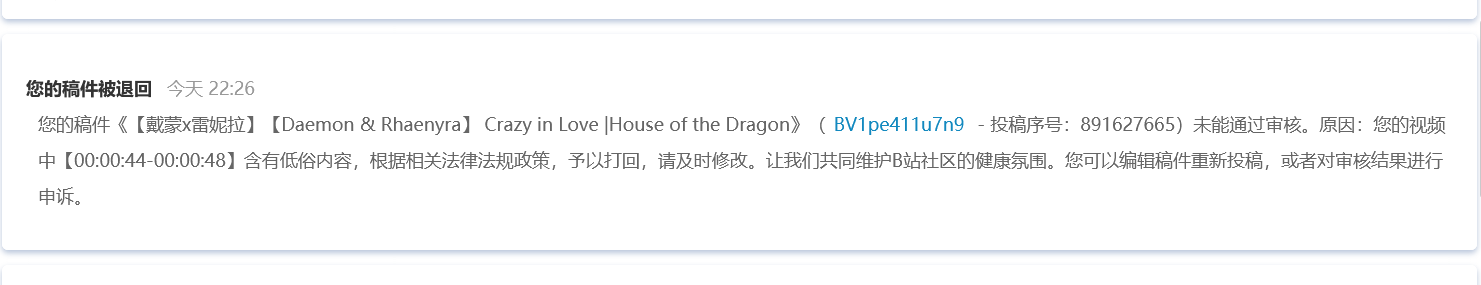 您的稿件被退回 今天 22:26
您的稿件《【戴蒙x雷妮拉】【Daemon & Rhaenyra】 Crazy in Love |House of the Dragon》（ BV1pe411u7n9 - 投稿序号：891627665）未能通过审核。原因：您的视频
中【00:00:44-00:00:48】含有低俗内容，根据相关法律法规政策，予以打回，请及时修改。让我们共同维护B站社区的健康氛围。您可以编辑稿件重新投稿，或者对审核结果进行
申诉。